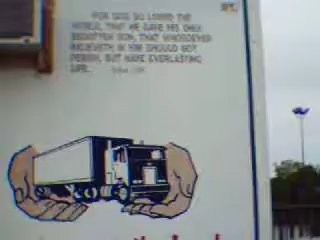 FOR GOD SO LOVED THE
WORLD, THAT HE GAVE HIS ONLY
BEGOTTEN SON, THAT WHOSOEVER
BELIEVETH IN HIM SHOULD NOT
PERISH, BUT HAVE EVERLASTING
LIFE.